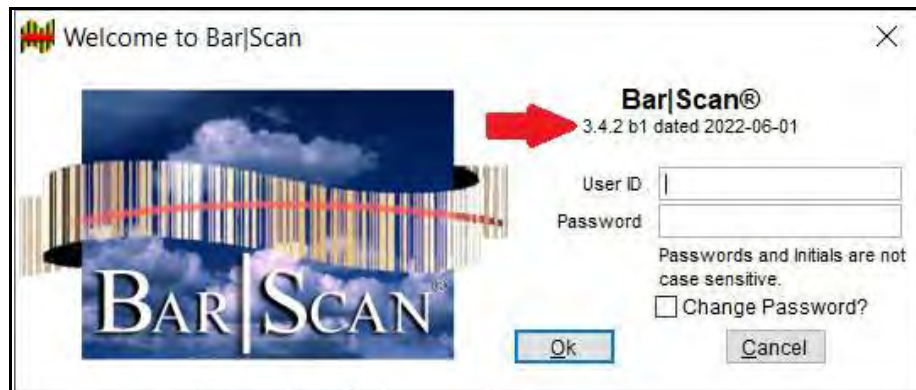 Welcome to Bar|Scan
Bar|Scan®
3.4.2 b1 dated 2022-06-01
User ID
Password
Passwords and Initials are not
case sensitive.
Change Password?
BAR|SCAN®
Ok
Cancel